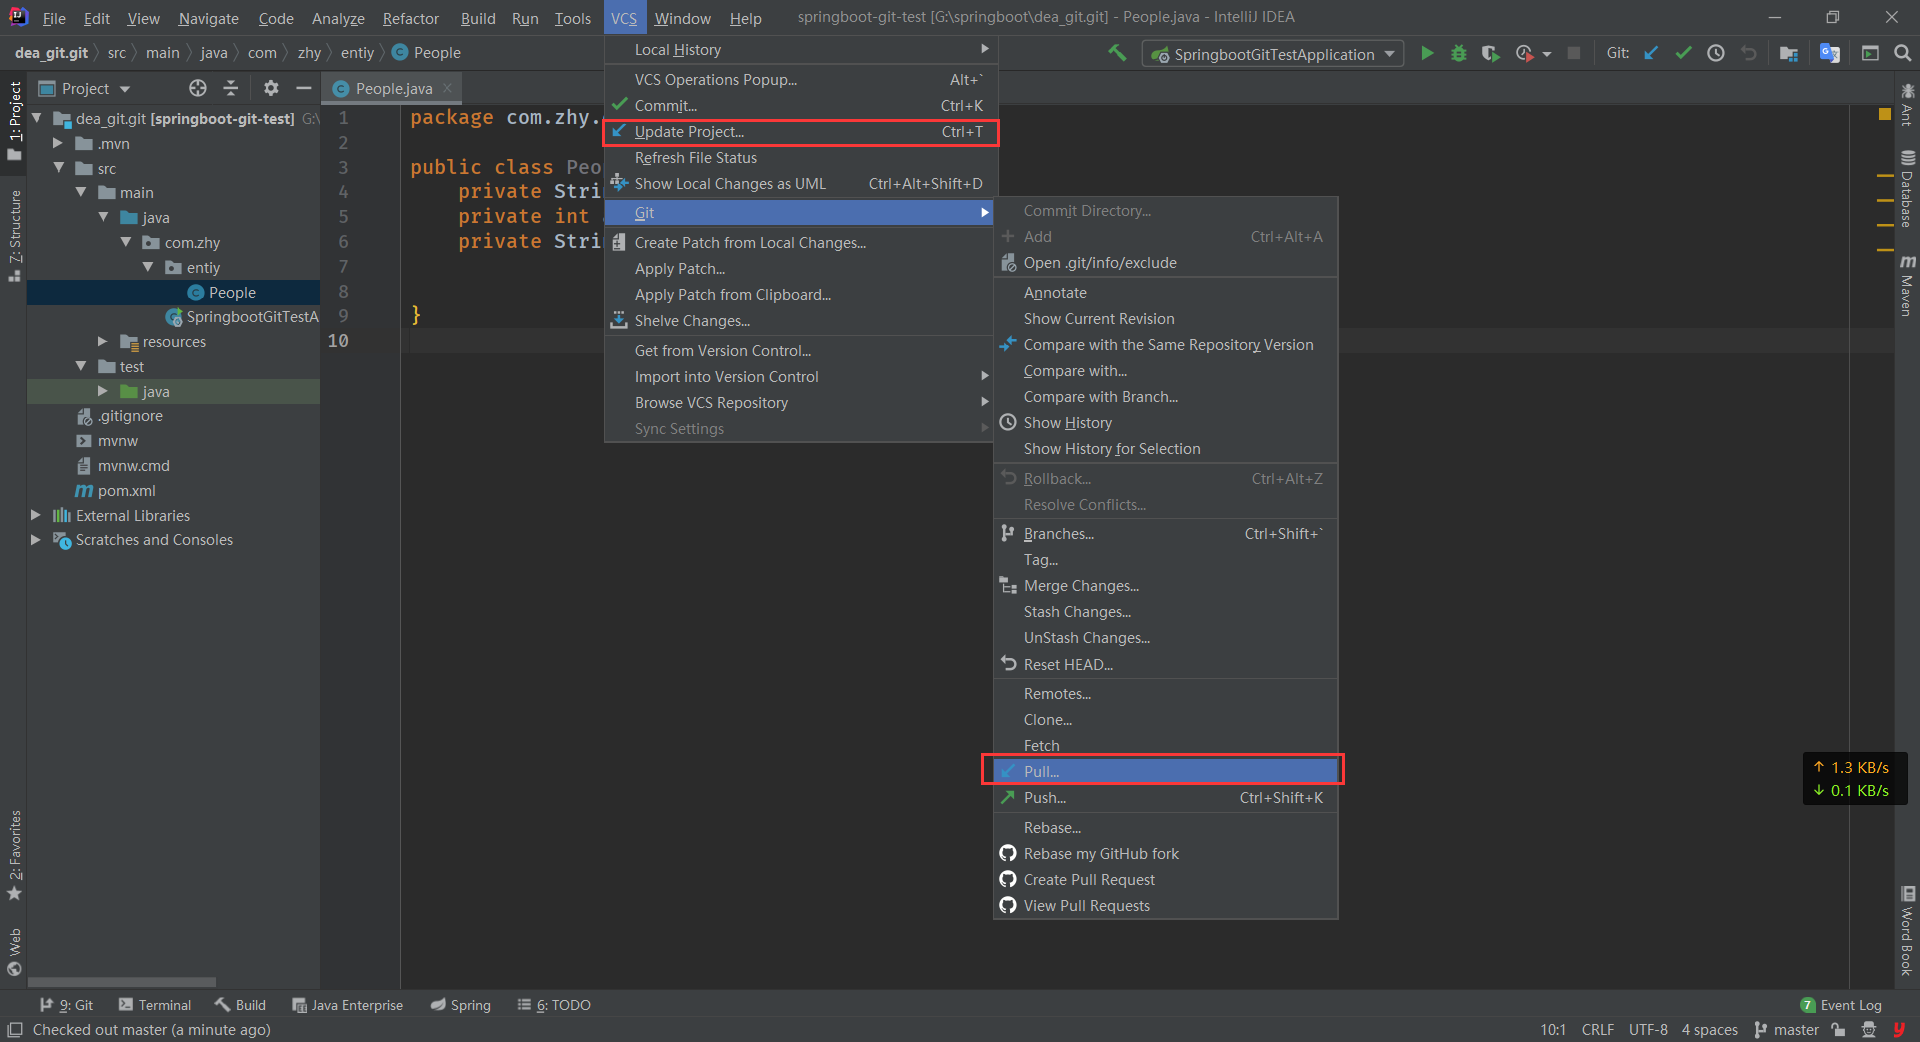 File Edit View Navigate Code Analyze Refactor Build Run Tools VCS Window Help springboot-git-test [G:\springboot\dea_git.git] - People.java - IntelliJ IDEA
dea_git.git src main java com zhy entiy People
SpringbootGitTestApplication Git:
Project
People.java
1: Project
7: Structure
2: Favorites
Web
dea_git.git [springboot-git-test] G:\
.mvn
src
main
java
com.zhy
entiy
People
SpringbootGitTestA
resources
test
java
.gitignore
mvnw
mvnw.cmd
pom.xml
External Libraries
Scratches and Consoles
1 package com.zhy.
2
3 public class Peo
4 private Stri
5 private int
6 private Stri
7
8
9 }
10
Local History
VCS Operations Popup... Alt+`
Commit... Ctrl+K
Update Project... Ctrl+T
Refresh File Status
Show Local Changes as UML Ctrl+Alt+Shift+D
Git
Create Patch from Local Changes...
Apply Patch...
Apply Patch from Clipboard...
Shelve Changes...
Get from Version Control...
Import into Version Control
Browse VCS Repository
Sync Settings
Commit Directory...
Add Ctrl+Alt+A
Open .git/info/exclude
Annotate
Show Current Revision
Compare with the Same Repository Version
Compare with...
Compare with Branch...
Show History
Show History for Selection
Rollback... Ctrl+Alt+Z
Resolve Conflicts...
Branches... Ctrl+Shift+`
Tag...
Merge Changes...
Stash Changes...
UnStash Changes...
Reset HEAD...
Remotes...
Clone...
Fetch
Pull...
Push... Ctrl+Shift+K
Rebase...
Rebase my GitHub fork
Create Pull Request
View Pull Requests
Ant
Database
m Maven
Word Book
↑ 1.3 KB/s
↓ 0.1 KB/s
9: Git Terminal Build Java Enterprise Spring 6: TODO 7 Event Log
Checked out master (a minute ago) 10:1 CRLF UTF-8 4 spaces master